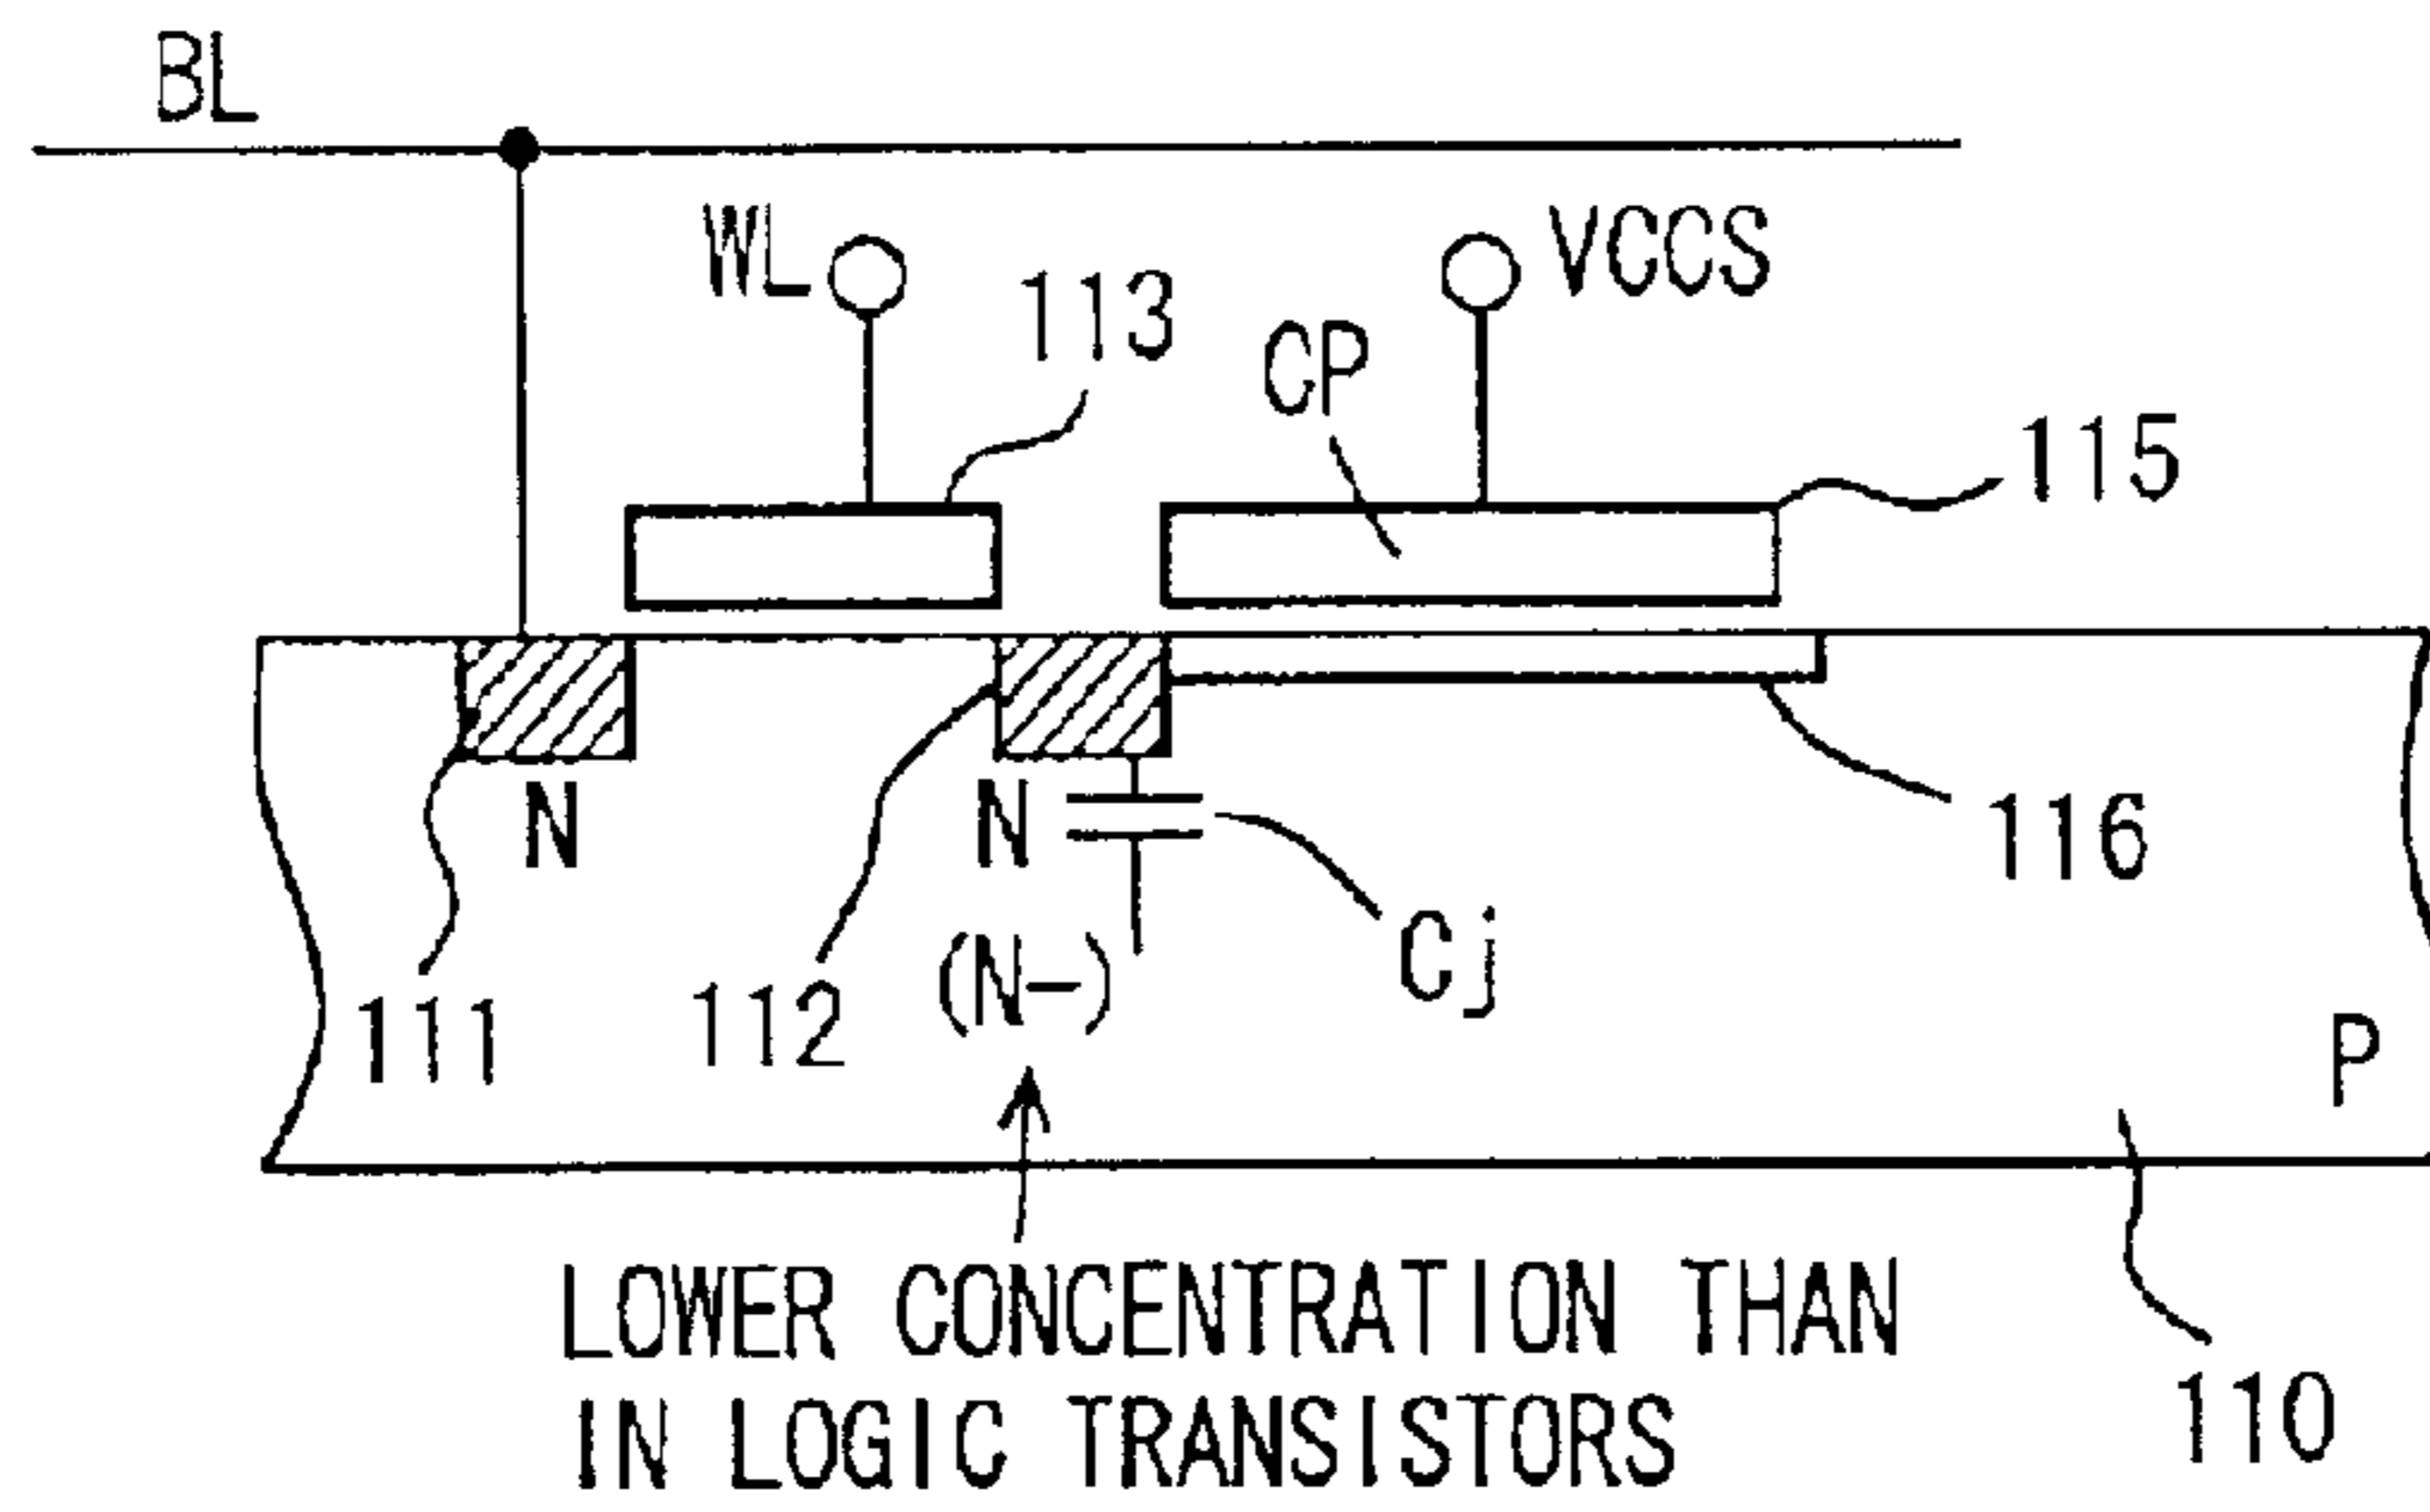 BL
WL
VCCS
113
CP
115
N
N
116
Cj
111
112
(N-)
P
LOWER CONCENTRATION THAN
IN LOGIC TRANSISTORS
110